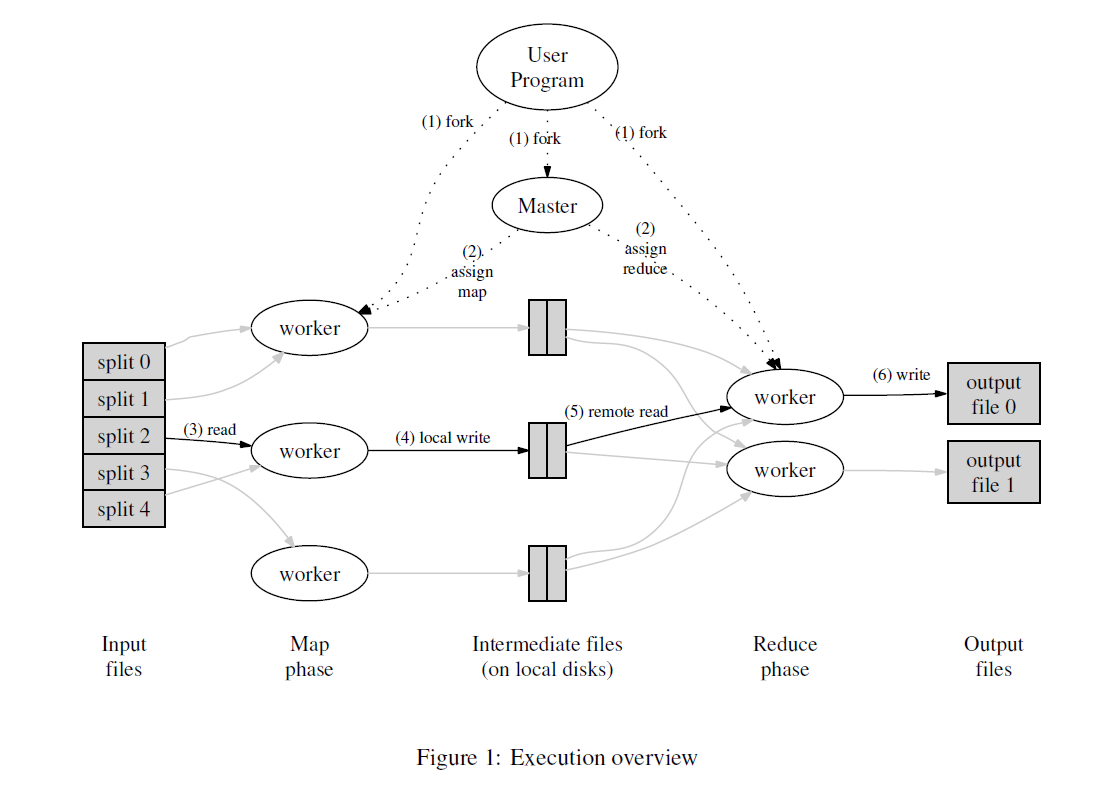 User
Program
(1) fork
(1) fork
(1) fork
Master
(2)
assign
map
(2)
assign
reduce
worker
split 0
split 1
split 2
split 3
split 4
(3) read
worker
(4) local write
(5) remote read
worker
(6) write
output
file 0
worker
output
file 1
worker
Input
files
Map
phase
Intermediate files
(on local disks)
Reduce
phase
Output
files
Figure 1: Execution overview